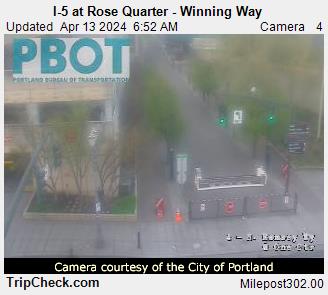 I-5 at Rose Quarter - Winning Way
Updated Apr 13 2024 6:52 AM Camera 4
PBOT
PORTLAND BUREAU OF TRANSPORTATION
Camera courtesy of the City of Portland
TripCheck.com Milepost302.00